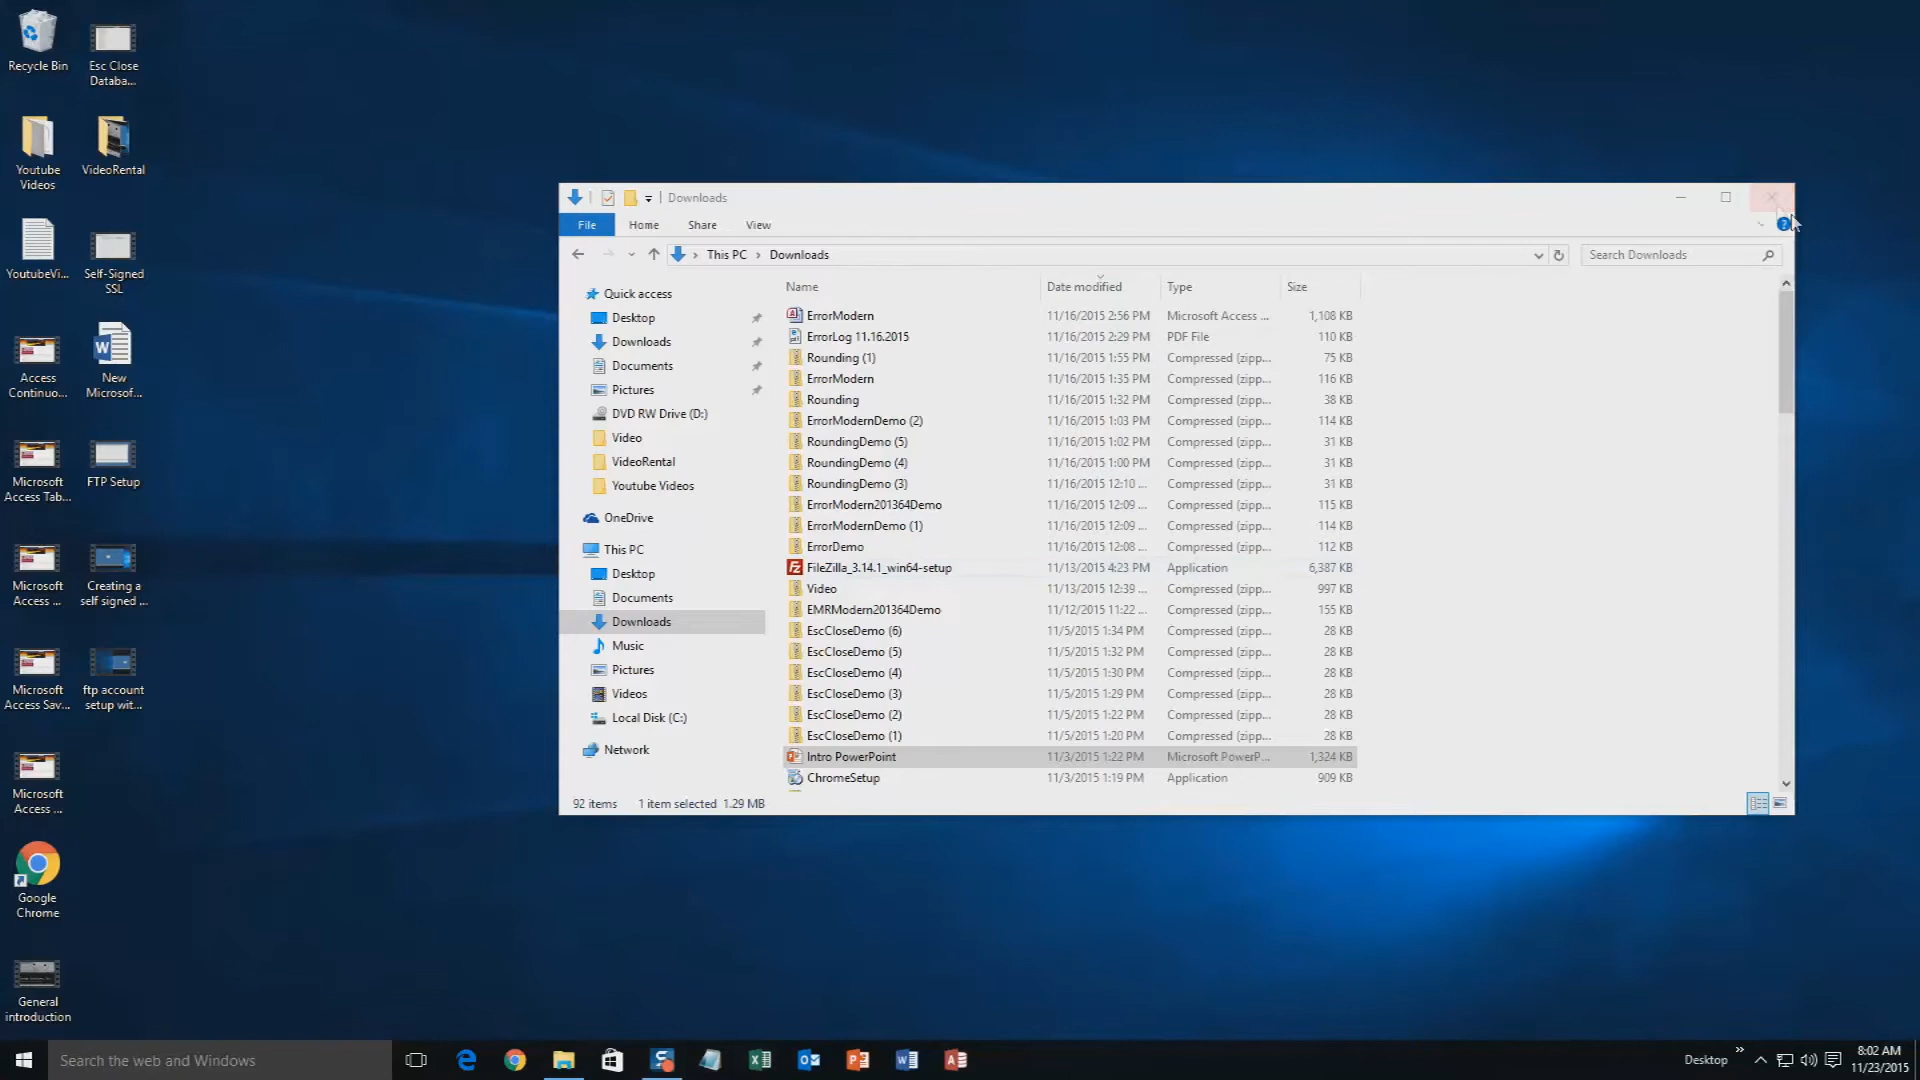 Recycle Bin
Esc Close
Databa...
Youtube
Videos
VideoRental
YoutubeVi...
Self-Signed
SSL
Access
Continuo...
New
Microsof...
Microsoft
Access Tab...
FTP Setup
Microsoft
Access ...
Creating a
self signed ...
Microsoft
Access Sav...
ftp account
setup wit...
Microsoft
Access ...
Google
Chrome
General
introduction
Downloads
File Home Share View
This PC > Downloads
Search Downloads
Quick access
Desktop
Downloads
Documents
Pictures
DVD RW Drive (D:)
Video
VideoRental
Youtube Videos
OneDrive
This PC
Desktop
Documents
Downloads
Music
Pictures
Videos
Local Disk (C:)
Network
Name Date modified Type Size
ErrorModern 11/16/2015 2:56 PM Microsoft Access ... 1,108 KB
ErrorLog 11.16.2015 11/16/2015 2:29 PM PDF File 110 KB
Rounding (1) 11/16/2015 1:55 PM Compressed (zipp... 75 KB
ErrorModern 11/16/2015 1:35 PM Compressed (zipp... 116 KB
Rounding 11/16/2015 1:32 PM Compressed (zipp... 38 KB
ErrorModernDemo (2) 11/16/2015 1:03 PM Compressed (zipp... 114 KB
RoundingDemo (5) 11/16/2015 1:02 PM Compressed (zipp... 31 KB
RoundingDemo (4) 11/16/2015 1:00 PM Compressed (zipp... 31 KB
RoundingDemo (3) 11/16/2015 12:10 ... Compressed (zipp... 31 KB
ErrorModern201364Demo 11/16/2015 12:09 ... Compressed (zipp... 115 KB
ErrorModernDemo (1) 11/16/2015 12:09 ... Compressed (zipp... 114 KB
ErrorDemo 11/16/2015 12:08 ... Compressed (zipp... 112 KB
FileZilla_3.14.1_win64-setup 11/13/2015 4:23 PM Application 6,387 KB
Video 11/13/2015 12:39 ... Compressed (zipp... 997 KB
EMRModern201364Demo 11/12/2015 11:22 ... Compressed (zipp... 155 KB
EscCloseDemo (6) 11/5/2015 1:34 PM Compressed (zipp... 28 KB
EscCloseDemo (5) 11/5/2015 1:32 PM Compressed (zipp... 28 KB
EscCloseDemo (4) 11/5/2015 1:30 PM Compressed (zipp... 28 KB
EscCloseDemo (3) 11/5/2015 1:29 PM Compressed (zipp... 28 KB
EscCloseDemo (2) 11/5/2015 1:22 PM Compressed (zipp... 28 KB
EscCloseDemo (1) 11/5/2015 1:20 PM Compressed (zipp... 28 KB
Intro PowerPoint 11/3/2015 1:22 PM Microsoft PowerP... 1,324 KB
ChromeSetup 11/3/2015 1:19 PM Application 909 KB
92 items 1 item selected 1.29 MB
Search the web and Windows
Desktop
8:02 AM
11/23/2015